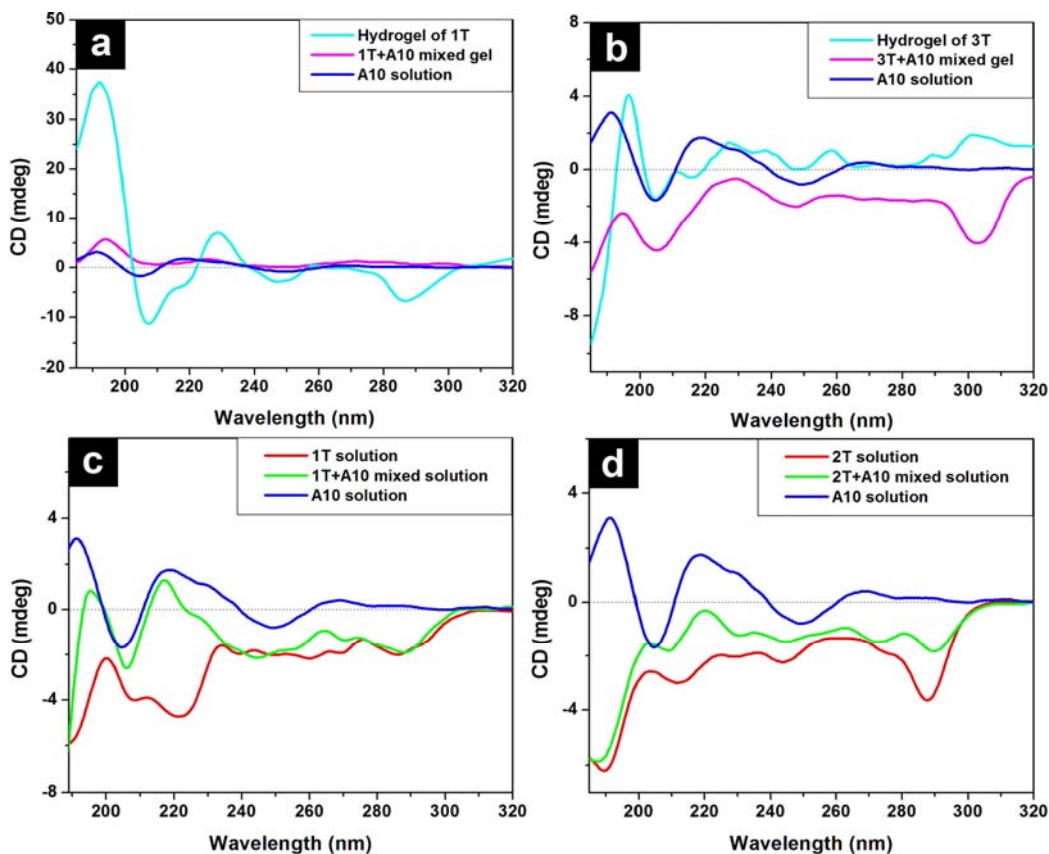 a
Hydrogel of 1T
1T+A10 mixed gel
A10 solution
50
40
30
20
10
0
-10
-20
CD (mdeg)
200 220 240 260 280 300 320
Wavelength (nm)
b
Hydrogel of 3T
3T+A10 mixed gel
A10 solution
8
4
0
-4
-8
CD (mdeg)
200 220 240 260 280 300 320
Wavelength (nm)
c
1T solution
1T+A10 mixed solution
A10 solution
4
0
-4
-8
CD (mdeg)
200 220 240 260 280 300 320
Wavelength (nm)
d
2T solution
2T+A10 mixed solution
A10 solution
4
0
-4
CD (mdeg)
200 220 240 260 280 300 320
Wavelength (nm)